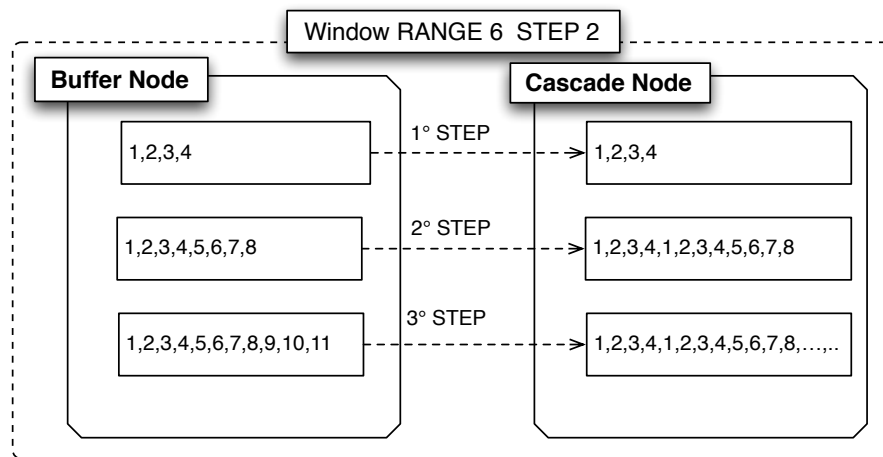 Window RANGE 6 STEP 2
Buffer Node
Cascade Node
1,2,3,4
1° STEP
1,2,3,4
1,2,3,4,5,6,7,8
2° STEP
1,2,3,4,1,2,3,4,5,6,7,8
1,2,3,4,5,6,7,8,9,10,11
3° STEP
1,2,3,4,1,2,3,4,5,6,7,8,…,..